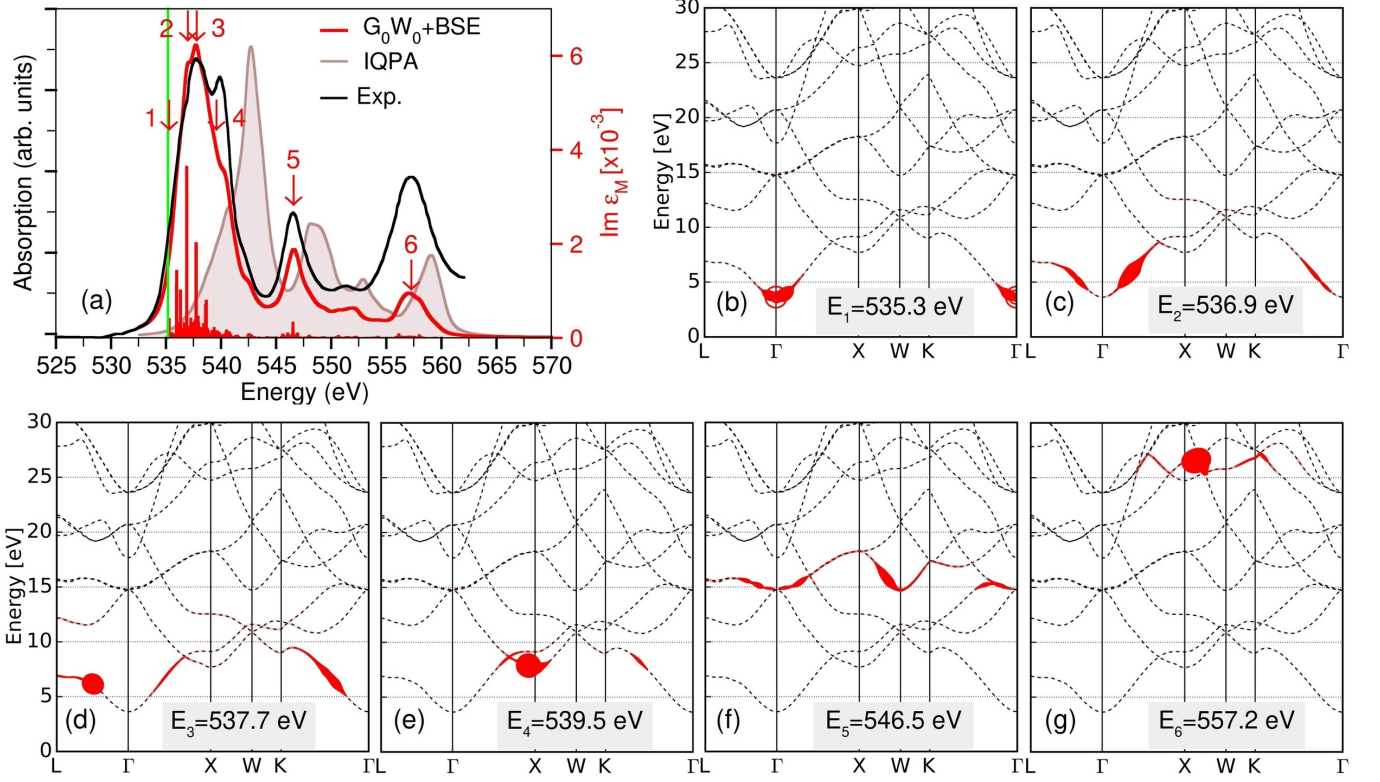 2 3
G₀W₀+BSE
IQPA
Exp.
1 4 5 6
(a)
Absorption (arb. units)
Im ε_M [x10⁻³]
6
4
2
0
525 530 535 540 545 550 555 560 565 570
Energy (eV)
30
25
20
15
10
5
0
Energy [eV]
(b)
E₁=535.3 eV
L Γ X W K Γ
(c)
E₂=536.9 eV
L Γ X W K Γ
30
25
20
15
10
5
0
Energy [eV]
(d)
E₃=537.7 eV
L Γ X W K Γ
(e)
E₄=539.5 eV
L Γ X W K Γ
(f)
E₅=546.5 eV
L Γ X W K Γ
(g)
E₆=557.2 eV
L Γ X W K Γ